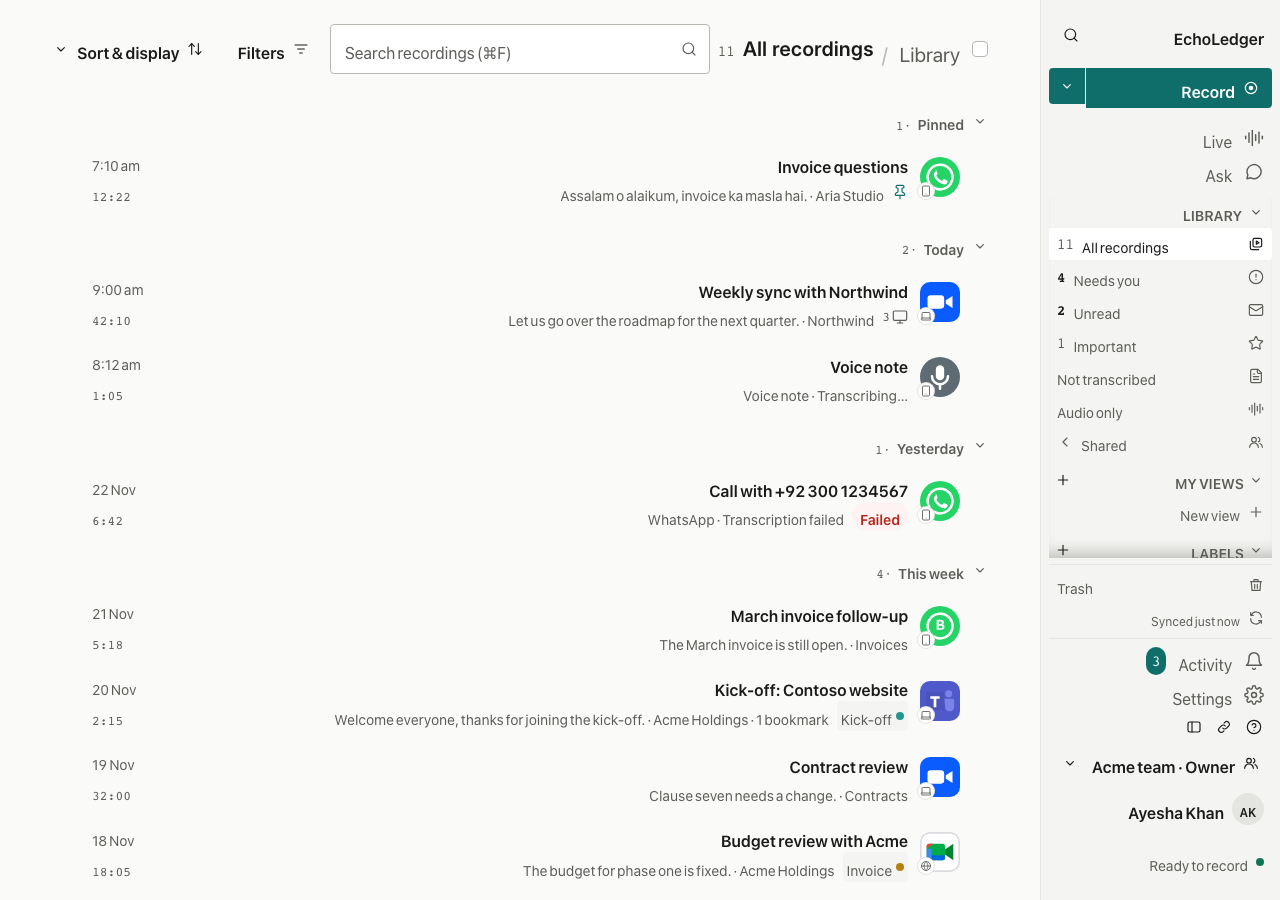 EchoLedger
Record
Live
Ask
LIBRARY
All recordings 11
Needs you 4
Unread 2
Important 1
Not transcribed
Audio only
Shared
MY VIEWS
New view
LABELS
Trash
Synced just now
Activity 3
Settings
Acme team · Owner
AK Ayesha Khan
Ready to record
Library / All recordings 11
Search recordings (⌘F)
Filters
Sort & display
Pinned · 1
Invoice questions
7:10 am
Assalam o alaikum, invoice ka masla hai. · Aria Studio
12:22
Today · 2
Weekly sync with Northwind
9:00 am
3 Let us go over the roadmap for the next quarter. · Northwind
42:10
Voice note
8:12 am
Voice note · Transcribing…
1:05
Yesterday · 1
Call with +92 300 1234567
22 Nov
Failed WhatsApp · Transcription failed
6:42
This week · 4
B
March invoice follow-up
21 Nov
The March invoice is still open. · Invoices
5:18
T
Kick-off: Contoso website
20 Nov
Kick-off Welcome everyone, thanks for joining the kick-off. · Acme Holdings · 1 bookmark
2:15
Contract review
19 Nov
Clause seven needs a change. · Contracts
32:00
Budget review with Acme
18 Nov
Invoice The budget for phase one is fixed. · Acme Holdings
18:05